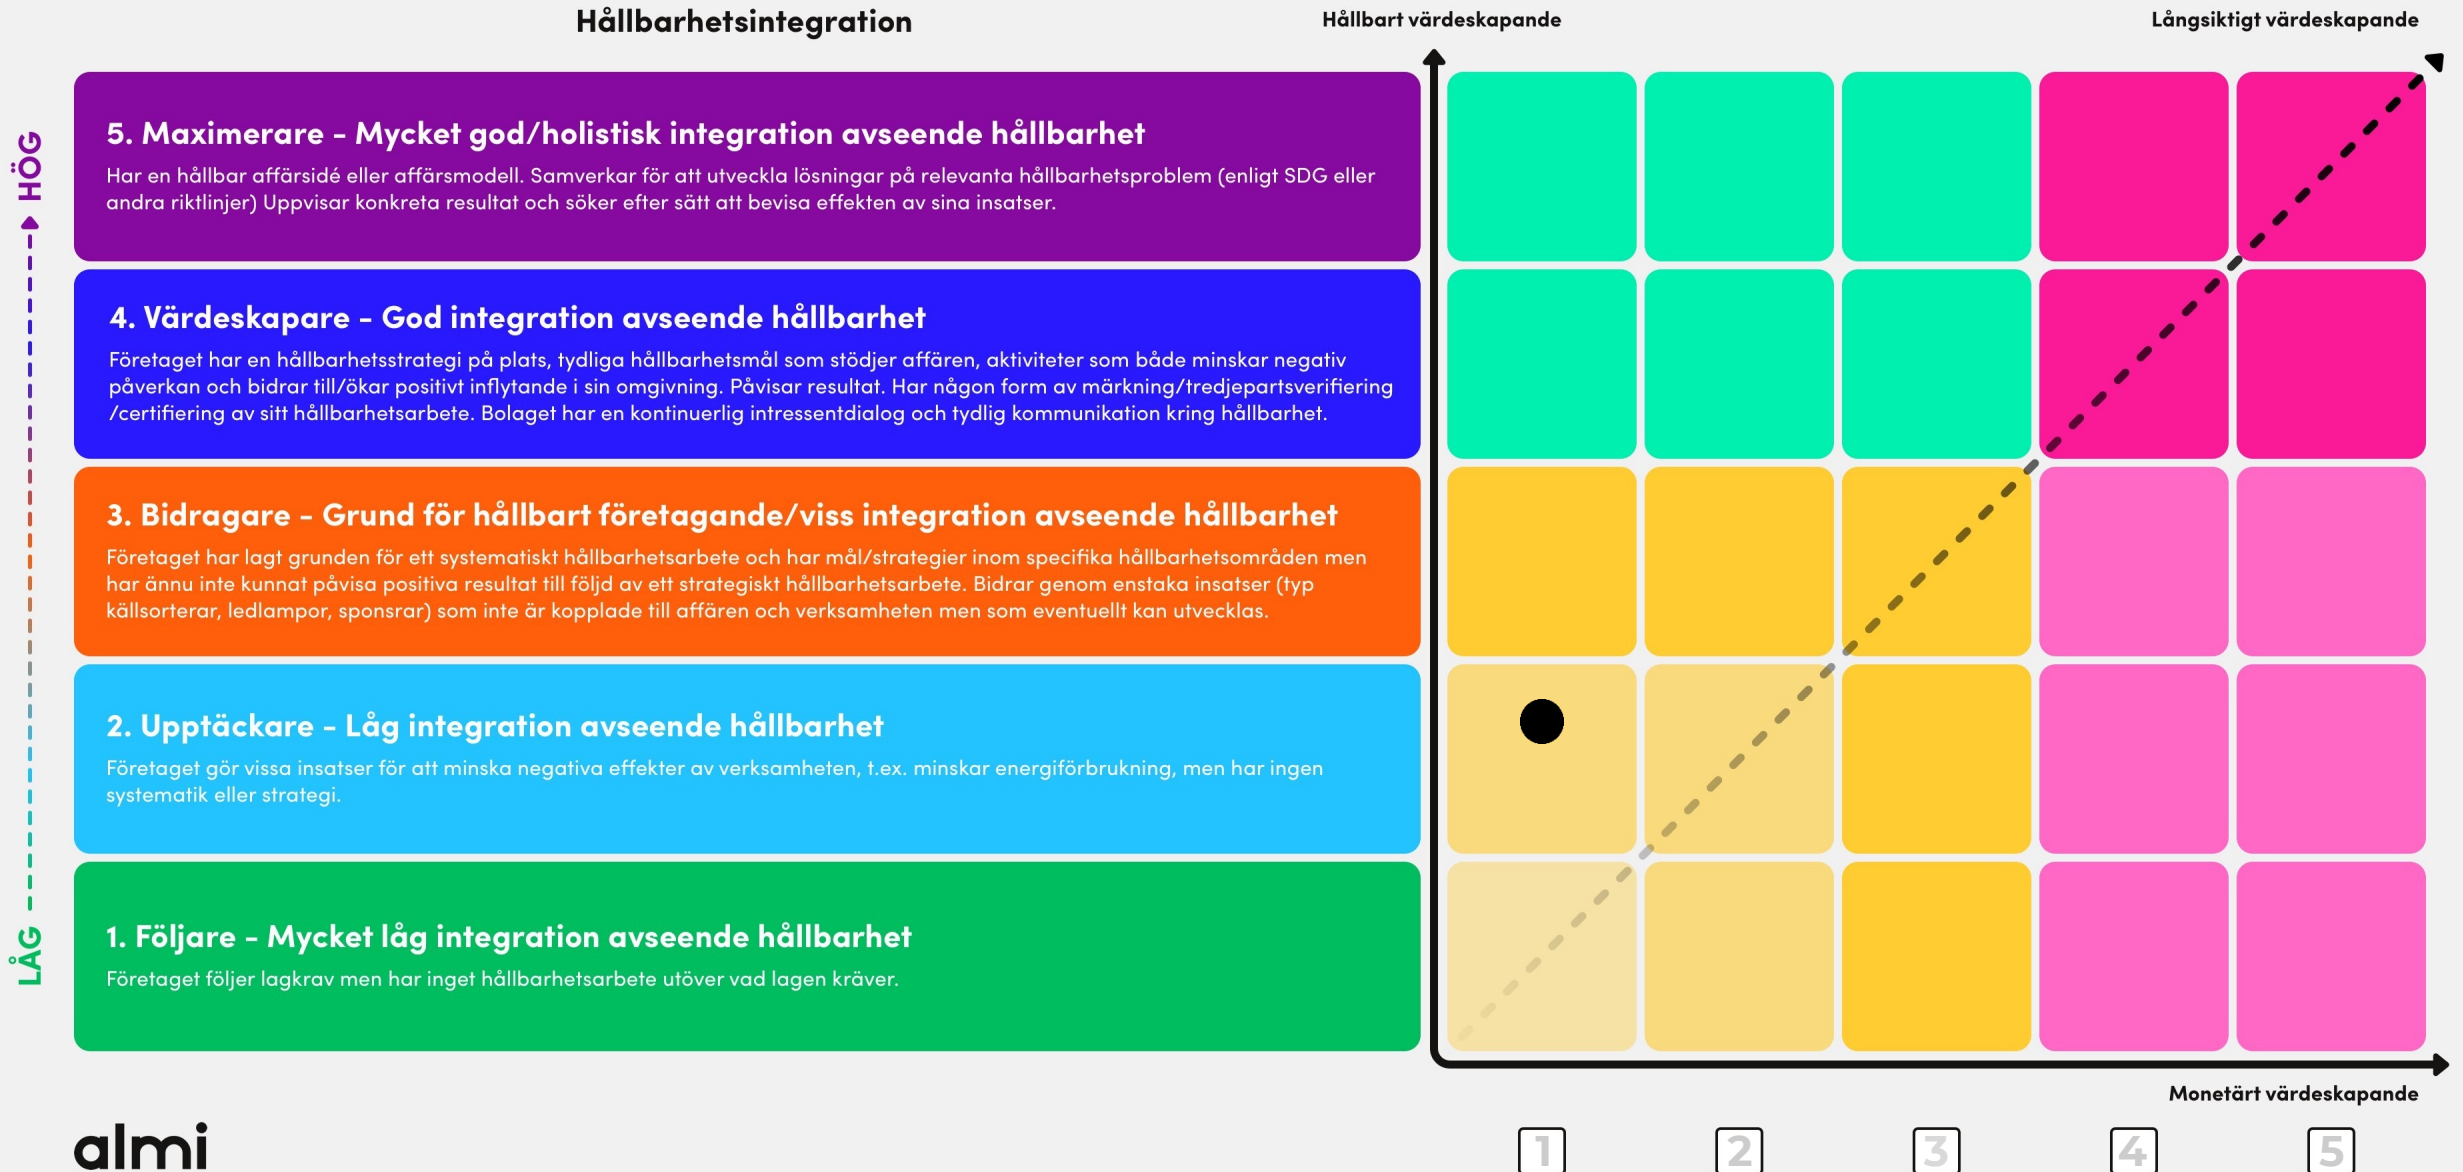 Hållbarhetsintegration
Hållbart värdeskapande
Långsiktigt värdeskapande
HÖG
5. Maximerare - Mycket god/holistisk integration avseende hållbarhet
Har en hållbar affärsidé eller affärsmodell. Samverkar för att utveckla lösningar på relevanta hållbarhetsproblem (enligt SDG eller
andra riktlinjer) Uppvisar konkreta resultat och söker efter sätt att bevisa effekten av sina insatser.
4. Värdeskapare - God integration avseende hållbarhet
Företaget har en hållbarhetsstrategi på plats, tydliga hållbarhetsmål som stödjer affären, aktiviteter som både minskar negativ
påverkan och bidrar till/ökar positivt inflytande i sin omgivning. Påvisar resultat. Har någon form av märkning/tredjepartsverifiering
/certifiering av sitt hållbarhetsarbete. Bolaget har en kontinuerlig intressentdialog och tydlig kommunikation kring hållbarhet.
3. Bidragare - Grund för hållbart företagande/viss integration avseende hållbarhet
Företaget har lagt grunden för ett systematiskt hållbarhetsarbete och har mål/strategier inom specifika hållbarhetsområden men
har ännu inte kunnat påvisa positiva resultat till följd av ett strategiskt hållbarhetsarbete. Bidrar genom enstaka insatser (typ
källsorterar, ledlampor, sponsrar) som inte är kopplade till affären och verksamheten men som eventuellt kan utvecklas.
2. Upptäckare - Låg integration avseende hållbarhet
Företaget gör vissa insatser för att minska negativa effekter av verksamheten, t.ex. minskar energiförbrukning, men har ingen
systematik eller strategi.
1. Följare - Mycket låg integration avseende hållbarhet
Företaget följer lagkrav men har inget hållbarhetsarbete utöver vad lagen kräver.
LÅG
Monetärt värdeskapande
almi
1 2 3 4 5